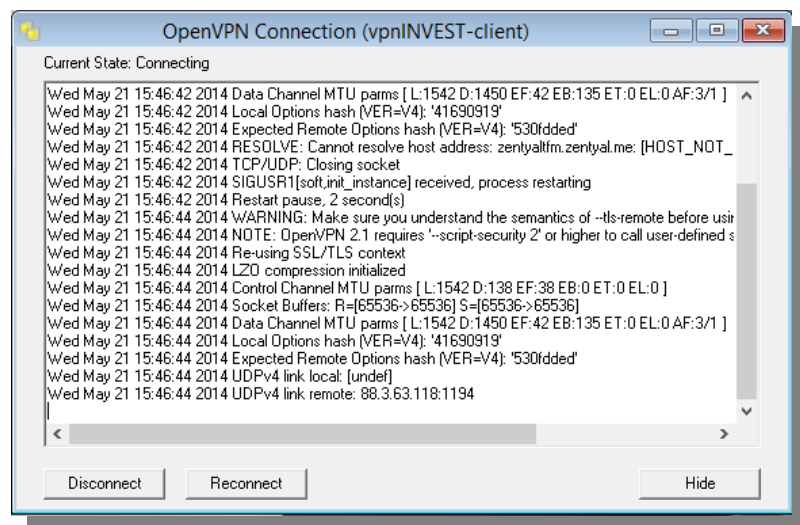 OpenVPN Connection (vpnINVEST-client)
Current State: Connecting
Wed May 21 15:46:42 2014 Data Channel MTU parms [ L:1542 D:1450 EF:42 EB:135 ET:0 EL:0 AF:3/1 ]
Wed May 21 15:46:42 2014 Local Options hash (VER=V4): '41690919'
Wed May 21 15:46:42 2014 Expected Remote Options hash (VER=V4): '530fdded'
Wed May 21 15:46:42 2014 RESOLVE: Cannot resolve host address: zentyaltfm.zentyal.me: [HOST_NOT_
Wed May 21 15:46:42 2014 TCP/UDP: Closing socket
Wed May 21 15:46:42 2014 SIGUSR1[soft,init_instance] received, process restarting
Wed May 21 15:46:42 2014 Restart pause, 2 second(s)
Wed May 21 15:46:44 2014 WARNING: Make sure you understand the semantics of --tls-remote before usin
Wed May 21 15:46:44 2014 NOTE: OpenVPN 2.1 requires '--script-security 2' or higher to call user-defined s
Wed May 21 15:46:44 2014 Re-using SSL/TLS context
Wed May 21 15:46:44 2014 LZO compression initialized
Wed May 21 15:46:44 2014 Control Channel MTU parms [ L:1542 D:138 EF:38 EB:0 ET:0 EL:0 ]
Wed May 21 15:46:44 2014 Socket Buffers: R=[65536->65536] S=[65536->65536]
Wed May 21 15:46:44 2014 Data Channel MTU parms [ L:1542 D:1450 EF:42 EB:135 ET:0 EL:0 AF:3/1 ]
Wed May 21 15:46:44 2014 Local Options hash (VER=V4): '41690919'
Wed May 21 15:46:44 2014 Expected Remote Options hash (VER=V4): '530fdded'
Wed May 21 15:46:44 2014 UDPv4 link local: [undef]
Wed May 21 15:46:44 2014 UDPv4 link remote: 88.3.63.118:1194
Disconnect Reconnect Hide